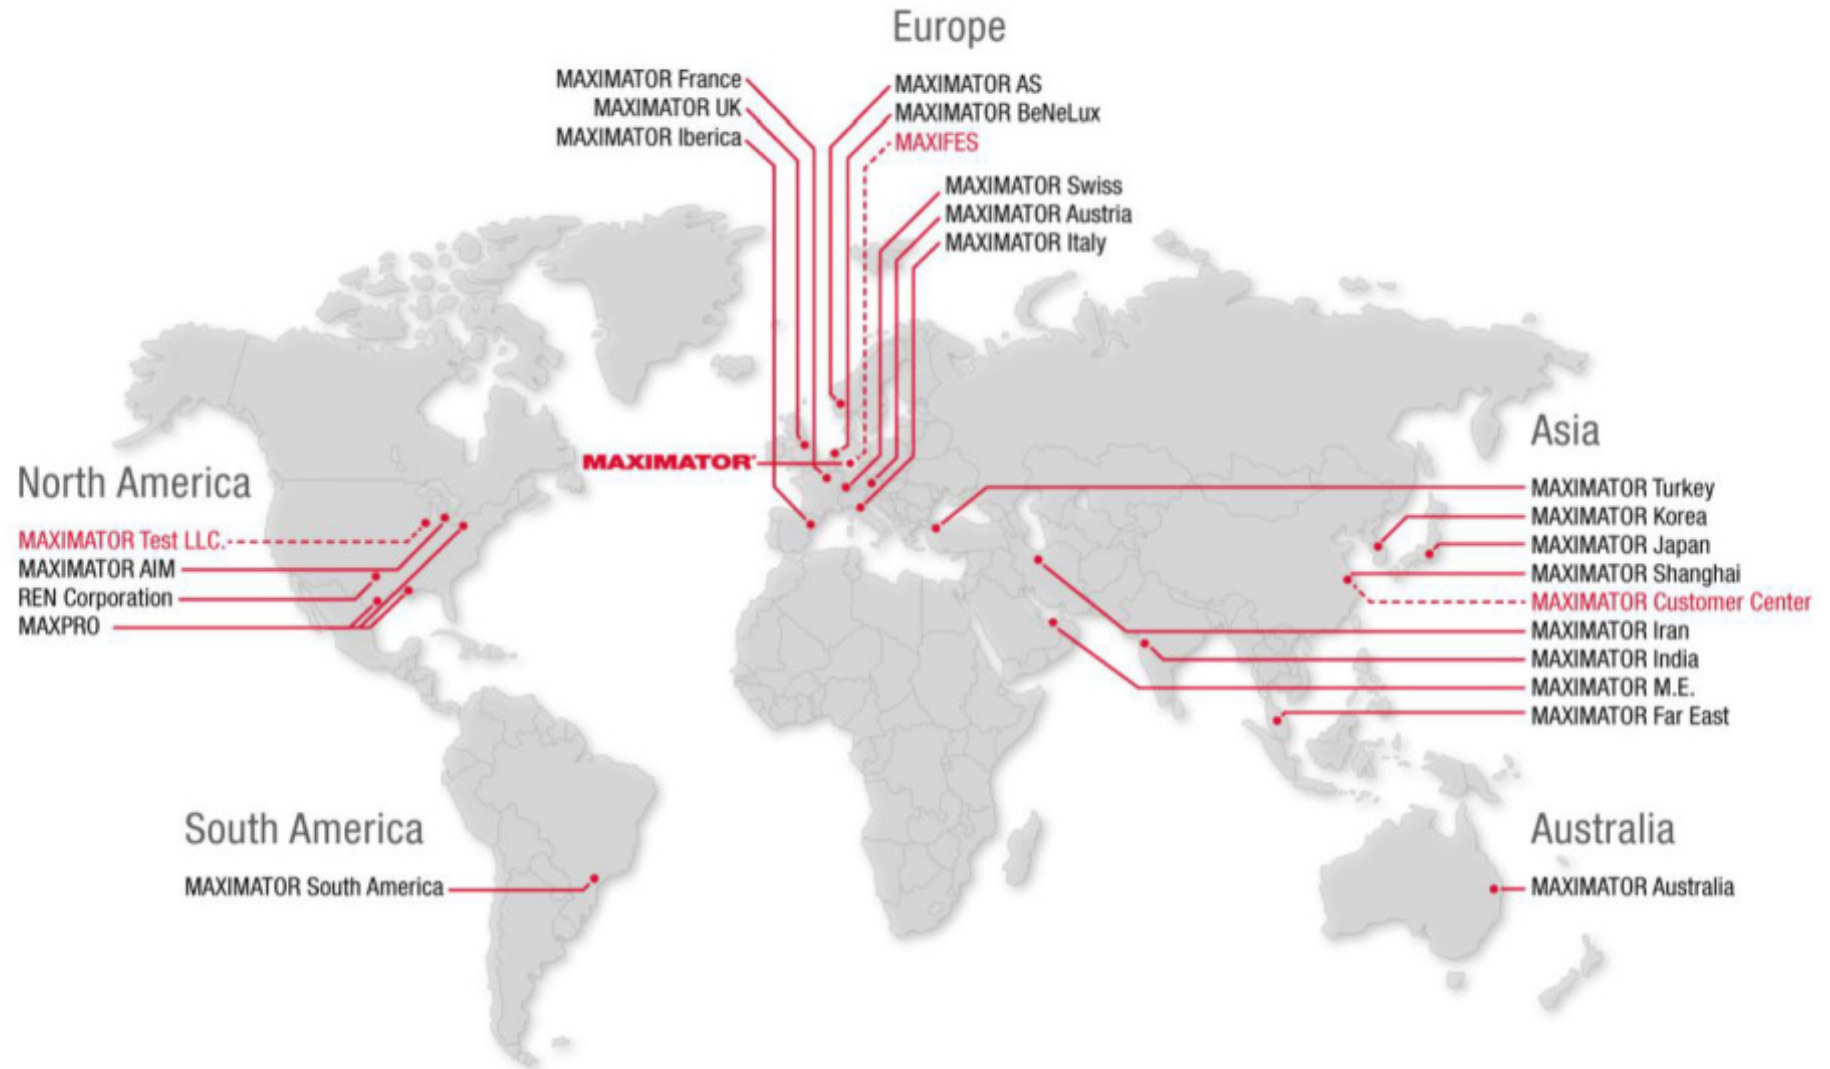 Europe
MAXIMATOR France
MAXIMATOR UK
MAXIMATOR Iberica
MAXIMATOR AS
MAXIMATOR BeNeLux
MAXIFES
MAXIMATOR Swiss
MAXIMATOR Austria
MAXIMATOR Italy
MAXIMATOR
North America
MAXIMATOR Test LLC.
MAXIMATOR AIM
REN Corporation
MAXPRO
Asia
MAXIMATOR Turkey
MAXIMATOR Korea
MAXIMATOR Japan
MAXIMATOR Shanghai
MAXIMATOR Customer Center
MAXIMATOR Iran
MAXIMATOR India
MAXIMATOR M.E.
MAXIMATOR Far East
South America
MAXIMATOR South America
Australia
MAXIMATOR Australia